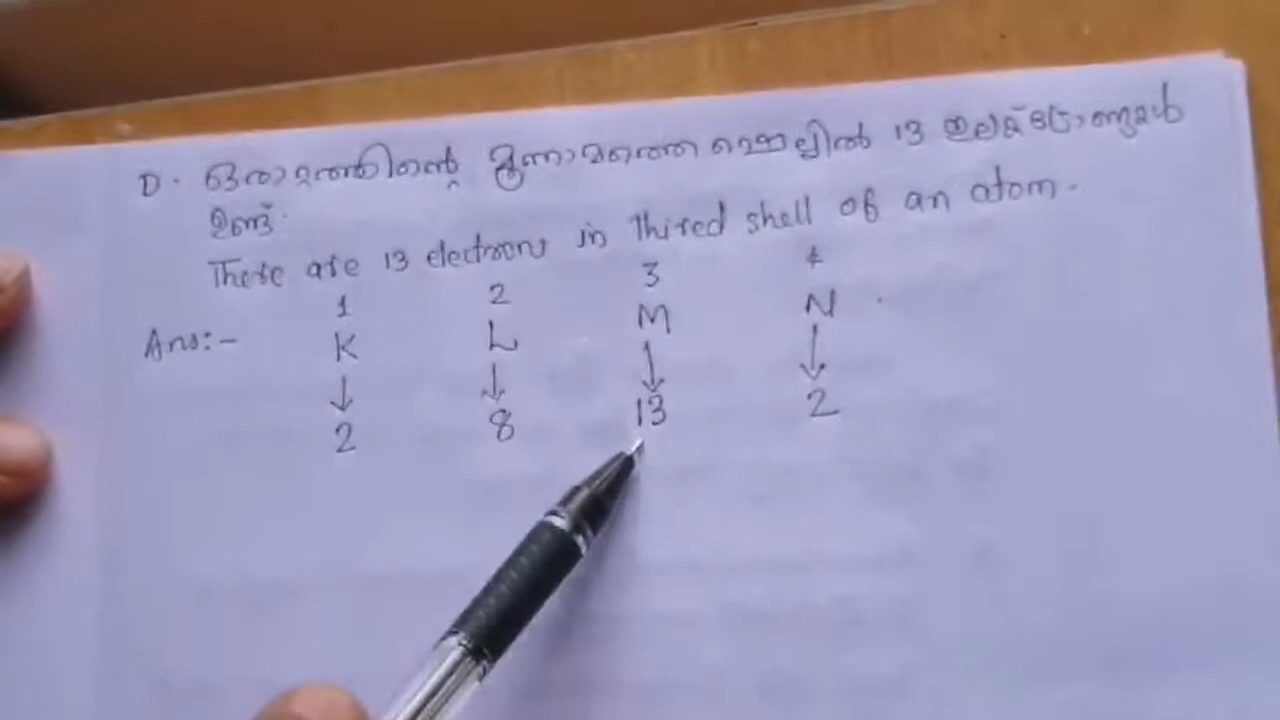 D. ഒരാറ്റത്തിന്റെ മൂന്നാമത്തെ ഷെല്ലിൽ 13 ഇലക്ട്രോണുകൾ
ഉണ്ട്.
There are 13 electrons in third shell of an atom.
1 2 3 4
Ans:- K L M N
↓ ↓ ↓ ↓
2 8 13 2